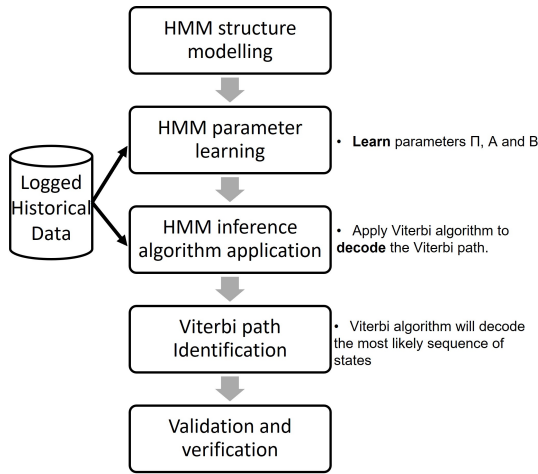 HMM structure
modelling
HMM parameter
learning
• Learn parameters Π, A and B
Logged
Historical
Data
HMM inference
algorithm application
• Apply Viterbi algorithm to
decode the Viterbi path.
Viterbi path
Identification
• Viterbi algorithm will decode
the most likely sequence of
states
Validation and
verification